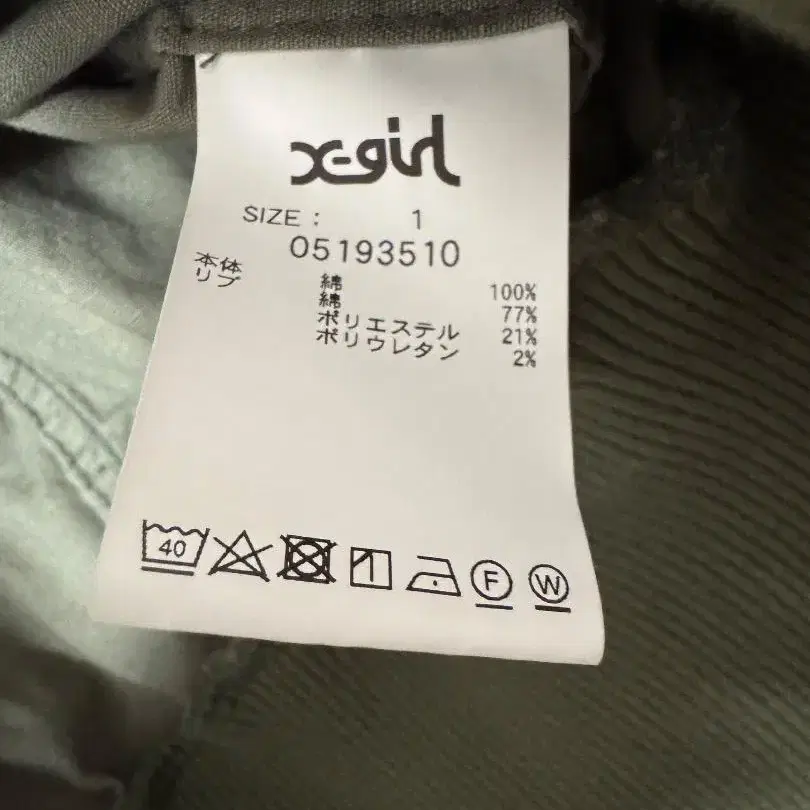 x-girl
SIZE : 1
05193510
本体 綿 100%
リブ 綿 77%
ポリエステル 21%
ポリウレタン 2%
40 F W